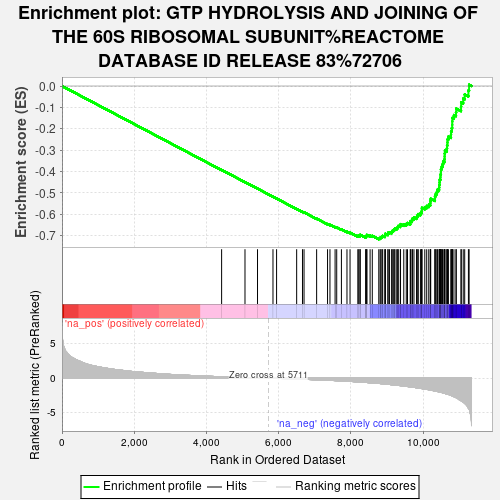 Enrichment plot: GTP HYDROLYSIS AND JOINING OF
THE 60S RIBOSOMAL SUBUNIT%REACTOME
DATABASE ID RELEASE 83%72706
Enrichment score (ES)
0.0
-0.1
-0.2
-0.3
-0.4
-0.5
-0.6
-0.7
'na_pos' (positively correlated)
Ranked list metric (PreRanked)
5
0
-5
Zero cross at 5711
'na_neg' (negatively correlated)
0
2,000
4,000
6,000
8,000
10,000
Rank in Ordered Dataset
Enrichment profile
Hits
Ranking metric scores